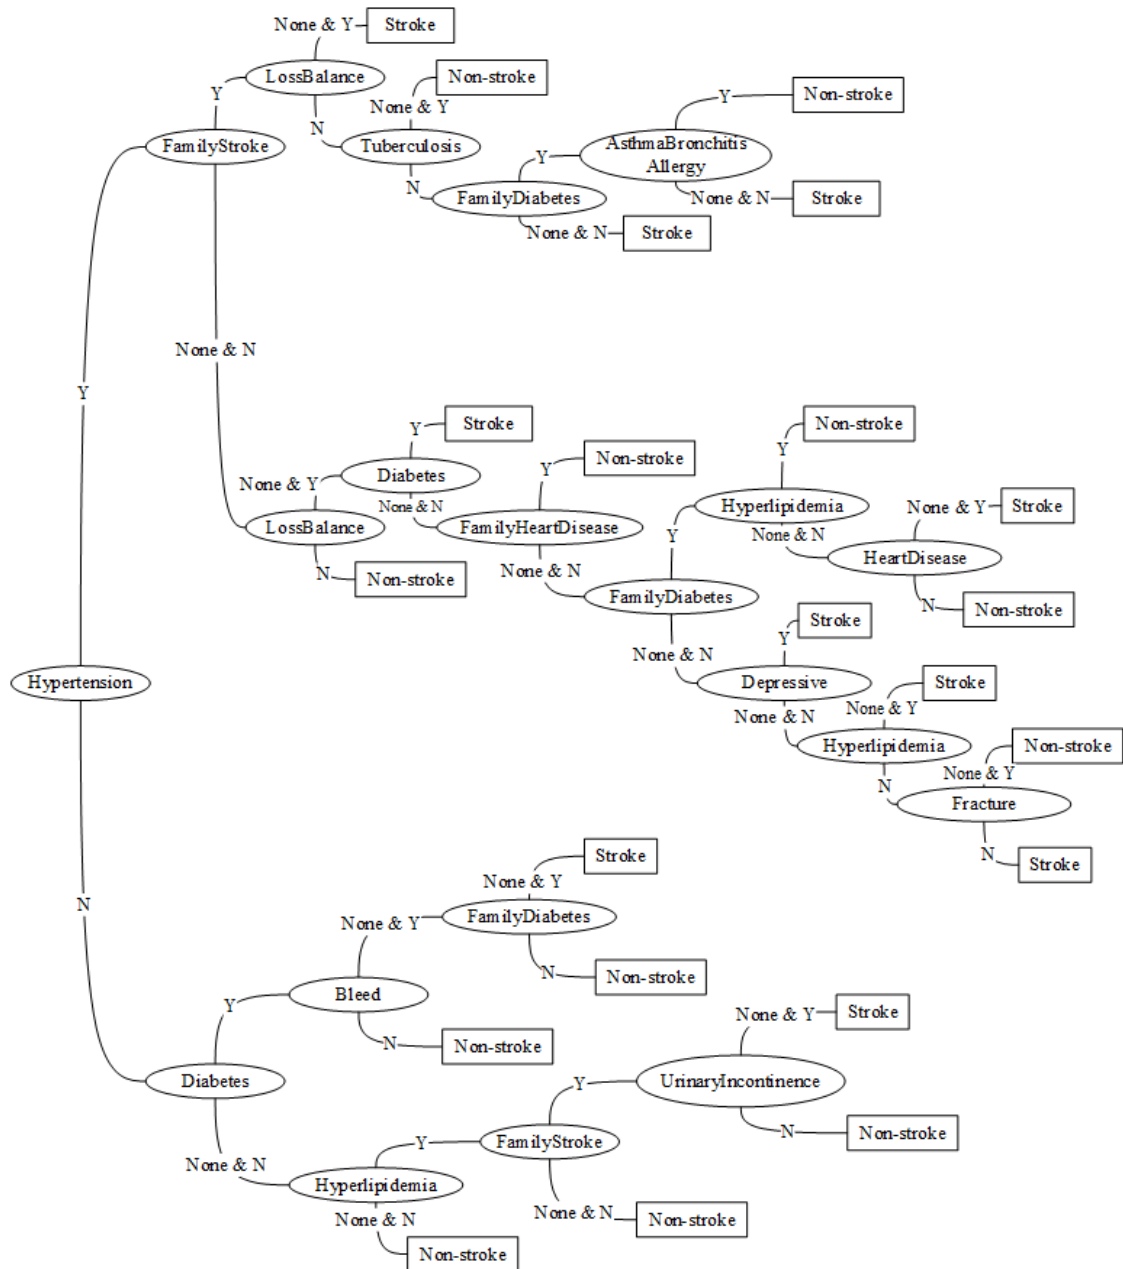 None & Y
Stroke
LossBalance
Y
Non-stroke
None & Y
N
Tuberculosis
FamilyStroke
Y
Non-stroke
Y
AsthmaBronchitis
Allergy
N
FamilyDiabetes
None & N
Stroke
None & N
Stroke
None & N
Y
Y
Stroke
Diabetes
None & Y
None & N
LossBalance
N
Non-stroke
Y
Non-stroke
FamilyHeartDisease
None & N
Y
Non-stroke
Hyperlipidemia
Y
None & N
None & Y
Stroke
HeartDisease
N
Non-stroke
FamilyDiabetes
None & N
Y
Stroke
Depressive
None & N
None & Y
Stroke
Hyperlipidemia
N
None & Y
Non-stroke
Fracture
N
Stroke
Hypertension
N
None & Y
Stroke
FamilyDiabetes
None & Y
N
Non-stroke
Y
Bleed
N
Non-stroke
Diabetes
None & N
Y
Hyperlipidemia
None & N
Non-stroke
Y
FamilyStroke
None & N
Non-stroke
None & Y
Stroke
UrinaryIncontinence
N
Non-stroke